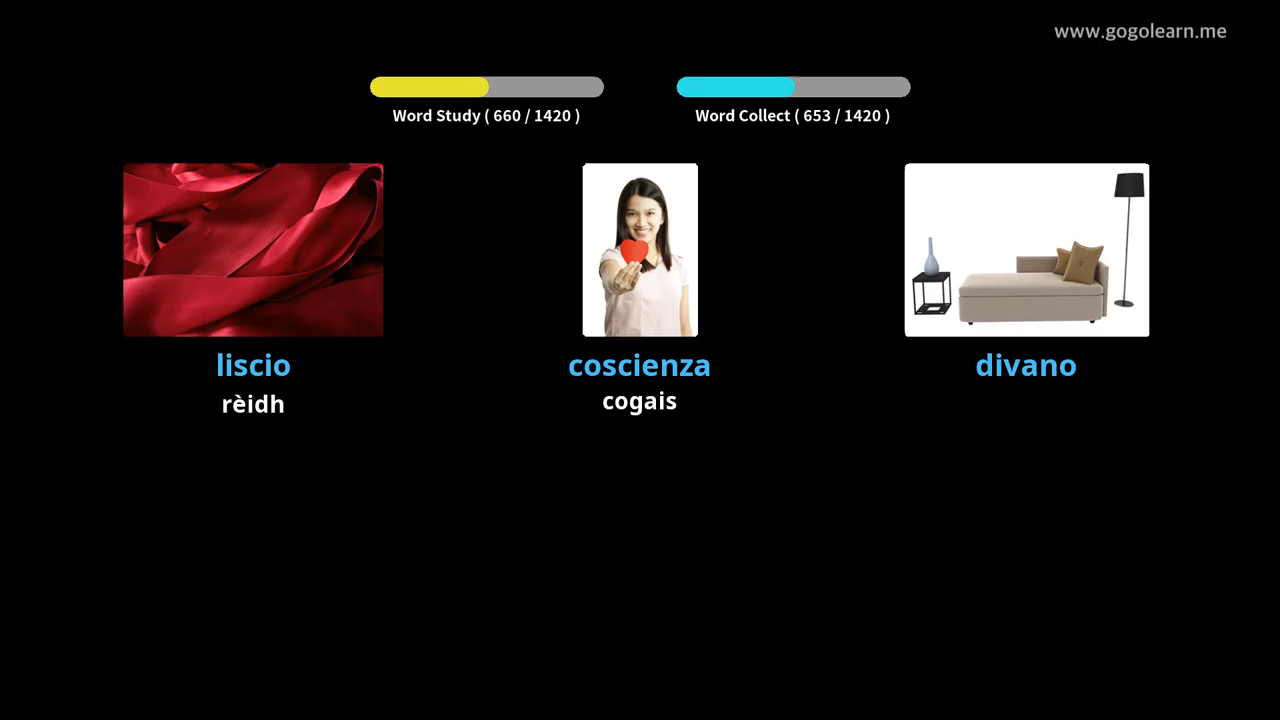 www.gogolearn.me
Word Study ( 660 / 1420 )
Word Collect ( 653 / 1420 )
liscio
coscienza
divano
rèidh
cogais